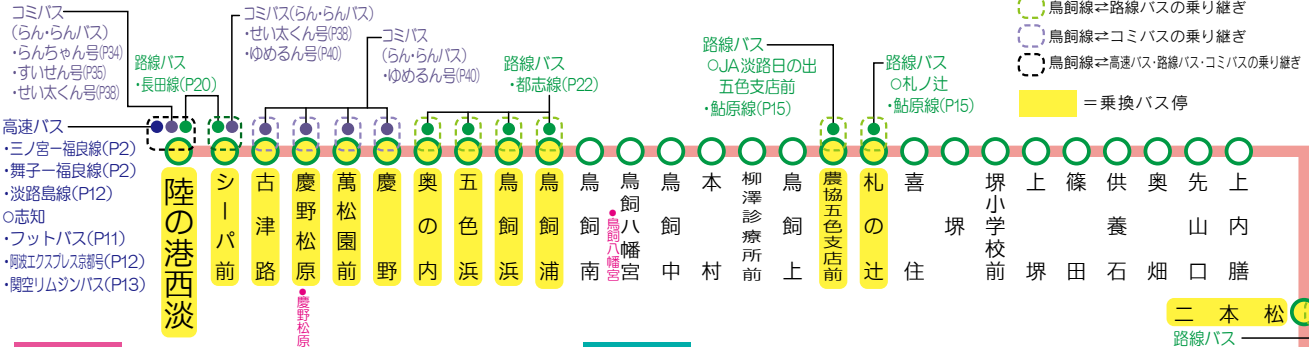 コミバス
(らん・らんバス)
・らんちゃん号(P34)
・すいせん号(P35)
・せい太くん号(P38)
路線バス
・長田線(P20)
コミバス(らん・らんバス)
・せい太くん号(P38)
・ゆめるん号(P40)
コミバス
(らん・らんバス)
・ゆめるん号(P40)
路線バス
・都志線(P22)
路線バス
○JA淡路日の出
五色支店前
・鮎原線(P15)
路線バス
○札ノ辻
・鮎原線(P15)
鳥飼線⇄路線バスの乗り継ぎ
鳥飼線⇄コミバスの乗り継ぎ
鳥飼線⇄高速バス・路線バス・コミバスの乗り継ぎ
=乗換バス停
高速バス
・三ノ宮ー福良線(P2)
・舞子ー福良線(P2)
・淡路島線(P12)
○志知
・フットバス(P11)
・阿波エクスプレス京都号(P12)
・関空リムジンバス(P13)
陸の港西淡
シーパ前
古津路
慶野松原
●慶野松原
萬松園前
慶野
奥の内
五色浜
鳥飼浜
鳥飼浦
鳥飼南
●鳥飼八幡宮
鳥飼八幡宮
鳥飼中
本村
柳澤診療所前
鳥飼上
農協五色支店前
札の辻
喜住
堺
堺小学校前
上堺
篠田
供養石
奥畑
先山口
上内膳
二本松
路線バス